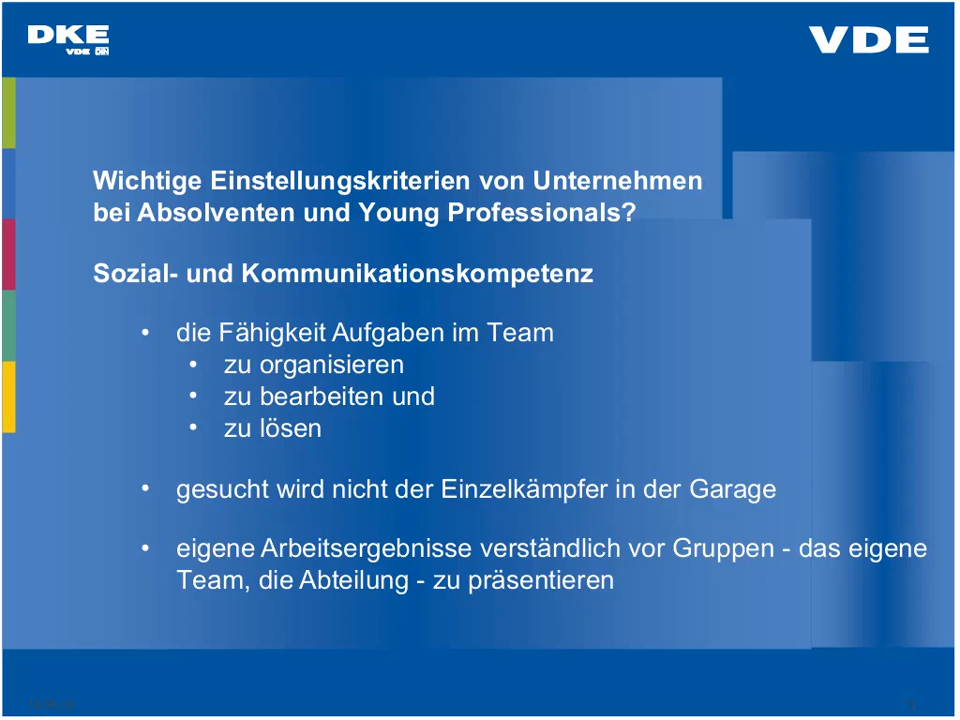 DKE
VDE DIN
VDE
Wichtige Einstellungskriterien von Unternehmen
bei Absolventen und Young Professionals?
Sozial- und Kommunikationskompetenz
• die Fähigkeit Aufgaben im Team
• zu organisieren
• zu bearbeiten und
• zu lösen
• gesucht wird nicht der Einzelkämpfer in der Garage
• eigene Arbeitsergebnisse verständlich vor Gruppen - das eigene
Team, die Abteilung - zu präsentieren